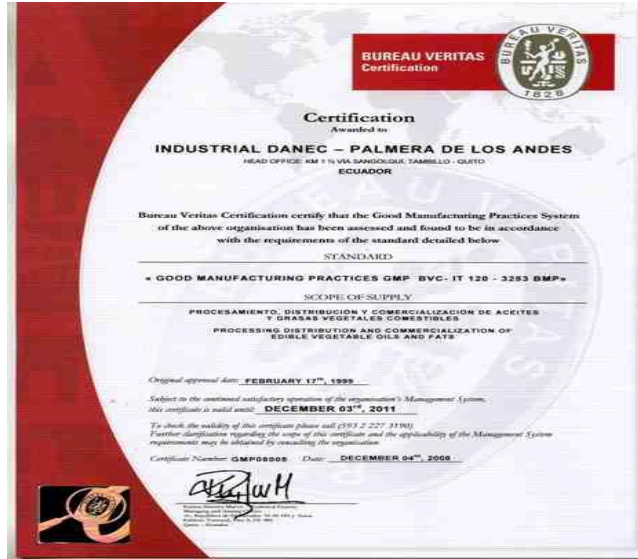 BUREAU VERITAS
Certification
BUREAU VERITAS
1828
Certification
Awarded to
INDUSTRIAL DANEC – PALMERA DE LOS ANDES
HEAD OFFICE: KM 1 ½ VIA SANGOLQUI, TAMBILLO - QUITO
ECUADOR
Bureau Veritas Certification certify that the Good Manufacturing Practices System
of the above organisation has been assessed and found to be in accordance
with the requirements of the standard detailed below
STANDARD
« GOOD MANUFACTURING PRACTICES GMP BVC- IT 120 - 3253 BMP»
SCOPE OF SUPPLY
PROCESAMIENTO, DISTRIBUCIÓN Y COMERCIALIZACIÓN DE ACEITES
Y GRASAS VEGETALES COMESTIBLES
PROCESSING DISTRIBUTION AND COMMERCIALIZATION OF
EDIBLE VEGETABLE OILS AND FATS
Original approval date: FEBRUARY 17TH, 1999
Subject to the continued satisfactory operation of the organisation's Management System,
this certificate is valid until: DECEMBER 03rd, 2011
To check the validity of this certificate please call (593 2 227 3190)
Further clarification regarding the scope of this certificate and the applicability of the Management System
requirements may be obtained by consulting the organisation
Certificate Number: GMP08008 Date: DECEMBER 04TH, 2008